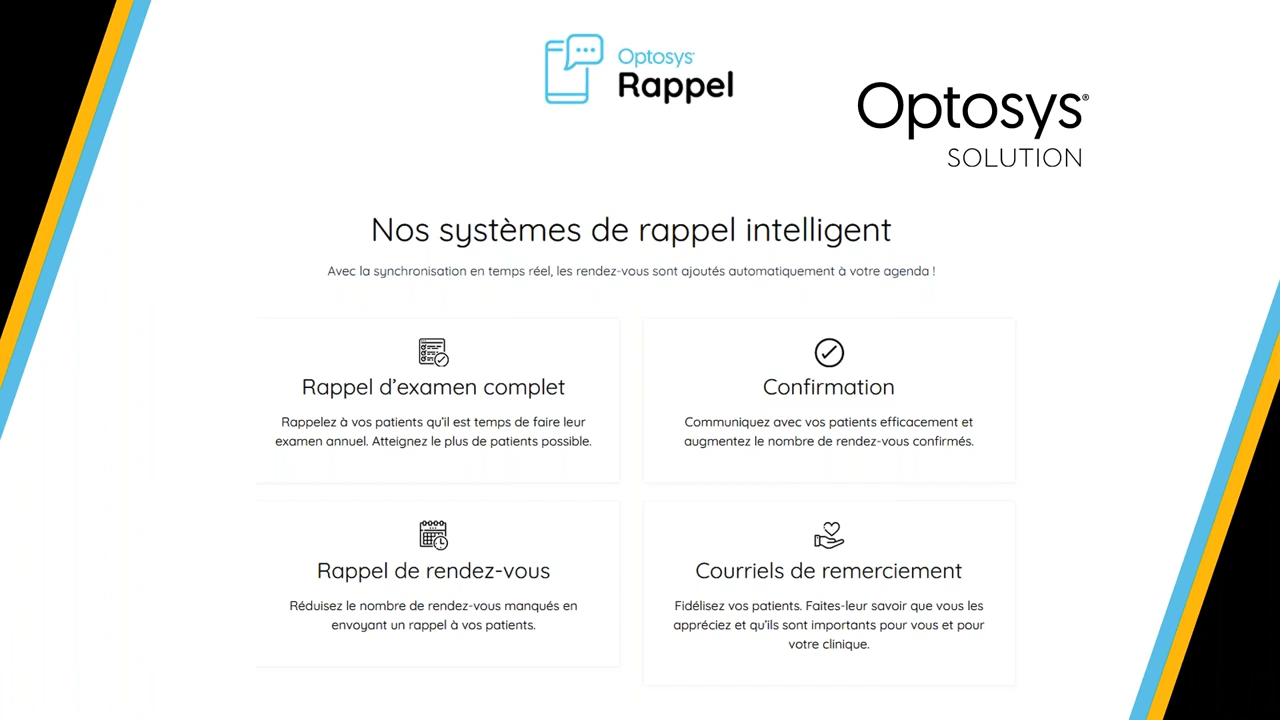 Optosys
Rappel
Optosys®
SOLUTION
Nos systèmes de rappel intelligent
Avec la synchronisation en temps réel, les rendez-vous sont ajoutés automatiquement à votre agenda !
Rappel d’examen complet
Rappelez à vos patients qu’il est temps de faire leur
examen annuel. Atteignez le plus de patients possible.
Confirmation
Communiquez avec vos patients efficacement et
augmentez le nombre de rendez-vous confirmés.
Rappel de rendez-vous
Réduisez le nombre de rendez-vous manqués en
envoyant un rappel à vos patients.
Courriels de remerciement
Fidélisez vos patients. Faites-leur savoir que vous les
appréciez et qu’ils sont importants pour vous et pour
votre clinique.